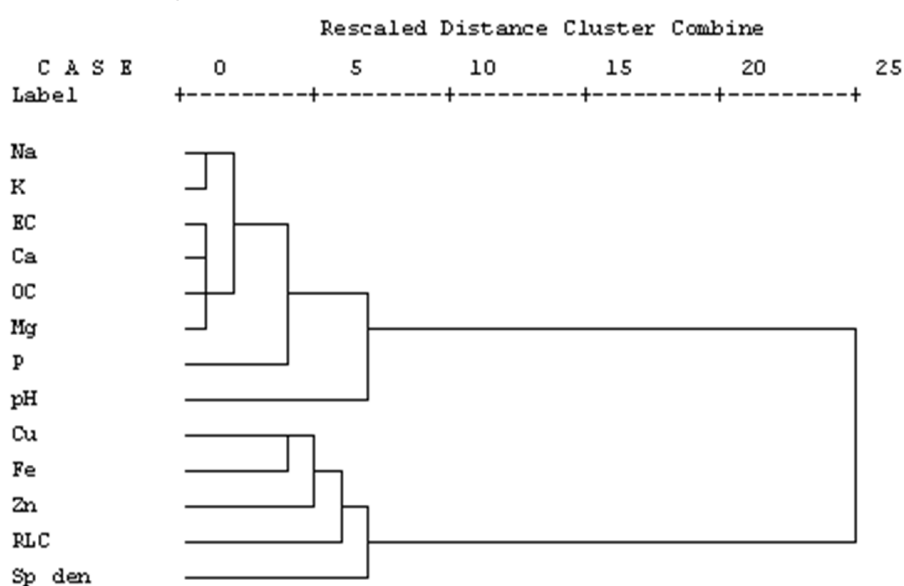 Rescaled Distance Cluster Combine
C A S E 0 5 10 15 20 25
Label +---------+---------+---------+---------+---------+
Na
K
EC
Ca
OC
Mg
P
pH
Cu
Fe
Zn
RLC
Sp den